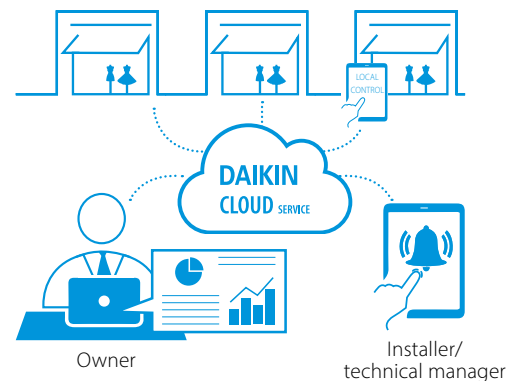 LOCAL
CONTROL
DAIKIN
CLOUD SERVICE
Owner
Installer/
technical manager